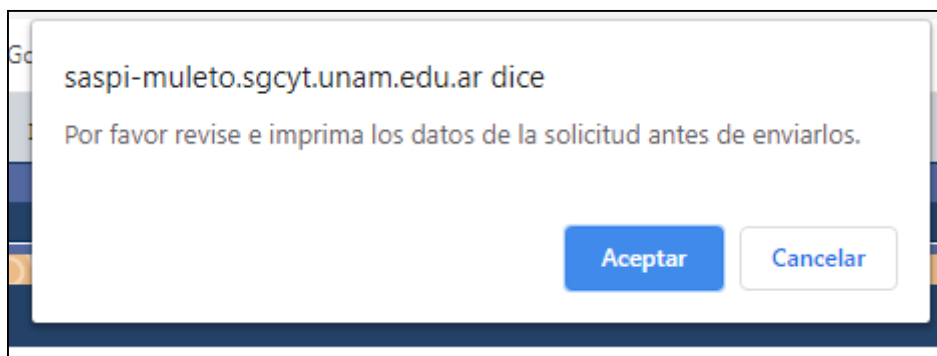 Go
saspi-muleto.sgcyt.unam.edu.ar dice
Por favor revise e imprima los datos de la solicitud antes de enviarlos.
Aceptar
Cancelar